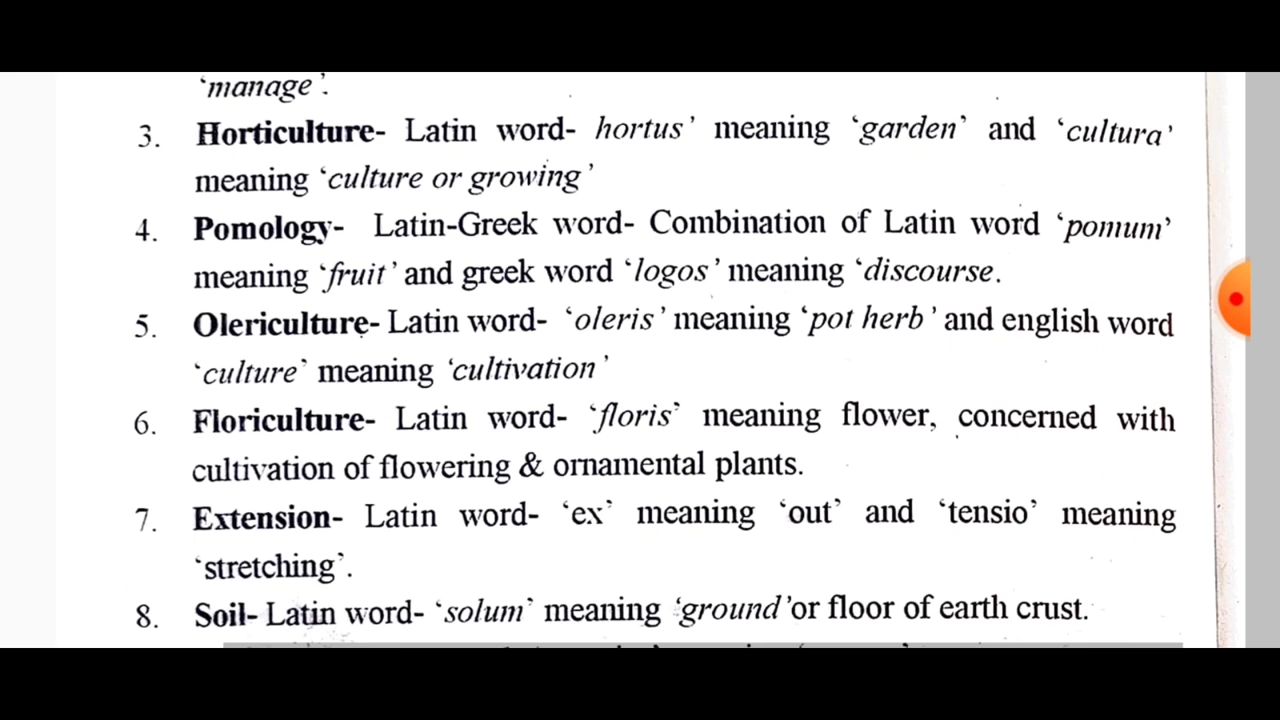 ‘manage’.
3. Horticulture- Latin word- hortus’ meaning ‘garden’ and ‘cultura’
meaning ‘culture or growing’
4. Pomology- Latin-Greek word- Combination of Latin word ‘pomum’
meaning ‘fruit’ and greek word ‘logos’ meaning ‘discourse.
5. Olericulture- Latin word- ‘oleris’ meaning ‘pot herb’ and english word
‘culture’ meaning ‘cultivation’
6. Floriculture- Latin word- ‘floris’ meaning flower, concerned with
cultivation of flowering & ornamental plants.
7. Extension- Latin word- ‘ex’ meaning ‘out’ and ‘tensio’ meaning
‘stretching’.
8. Soil- Latin word- ‘solum’ meaning ‘ground’or floor of earth crust.